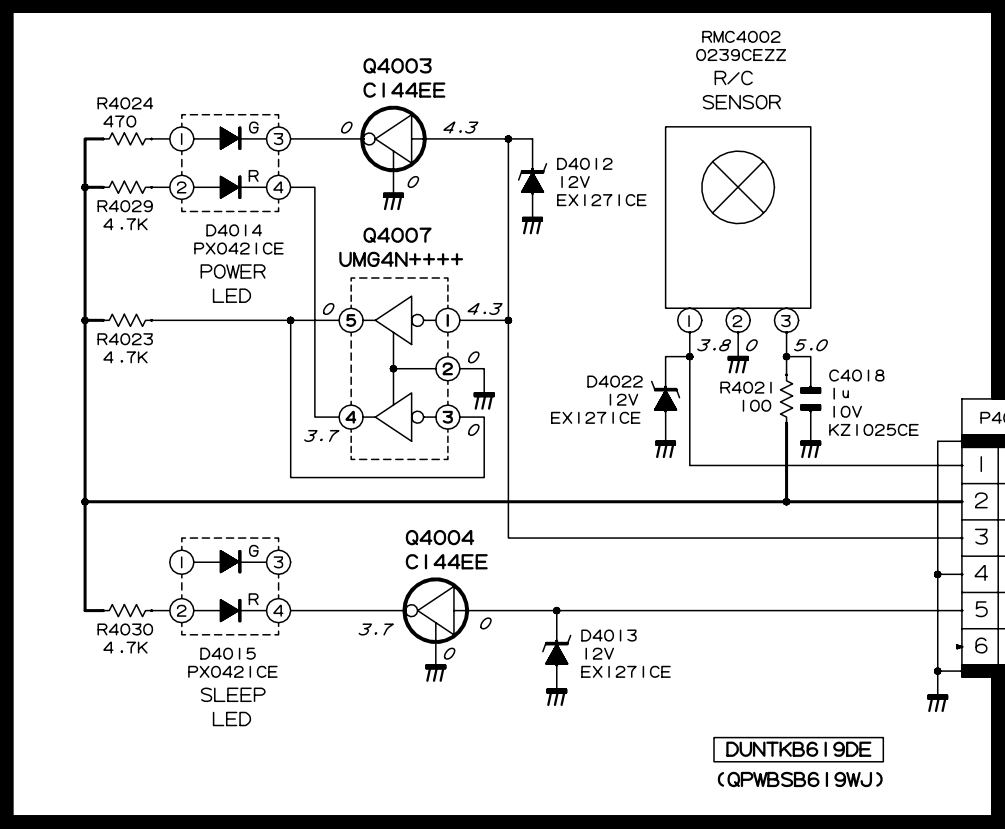 RMC4002
0239CEZZ
R/C
SENSOR
Q4003
C144EE
R4024
470
1
G
3
0
4.3
0
D4012
12V
EX1271CE
2
R
4
R4029
4.7K
D4014
PX0421CE
POWER
LED
Q4007
UMG4N++++
0
5
1
4.3
R4023
4.7K
2
0
4
3
3.7
0
1
2
3
3.8
0
5.0
D4022
12V
EX1271CE
R4021
100
C4018
1u
10V
KZ1025CE
P40
1
2
3
4
5
6
Q4004
C144EE
1
G
3
2
R
4
3.7
0
0
R4030
4.7K
D4015
PX0421CE
SLEEP
LED
D4013
12V
EX1271CE
DUNTKB619DE
(QPWBSB619WJ)